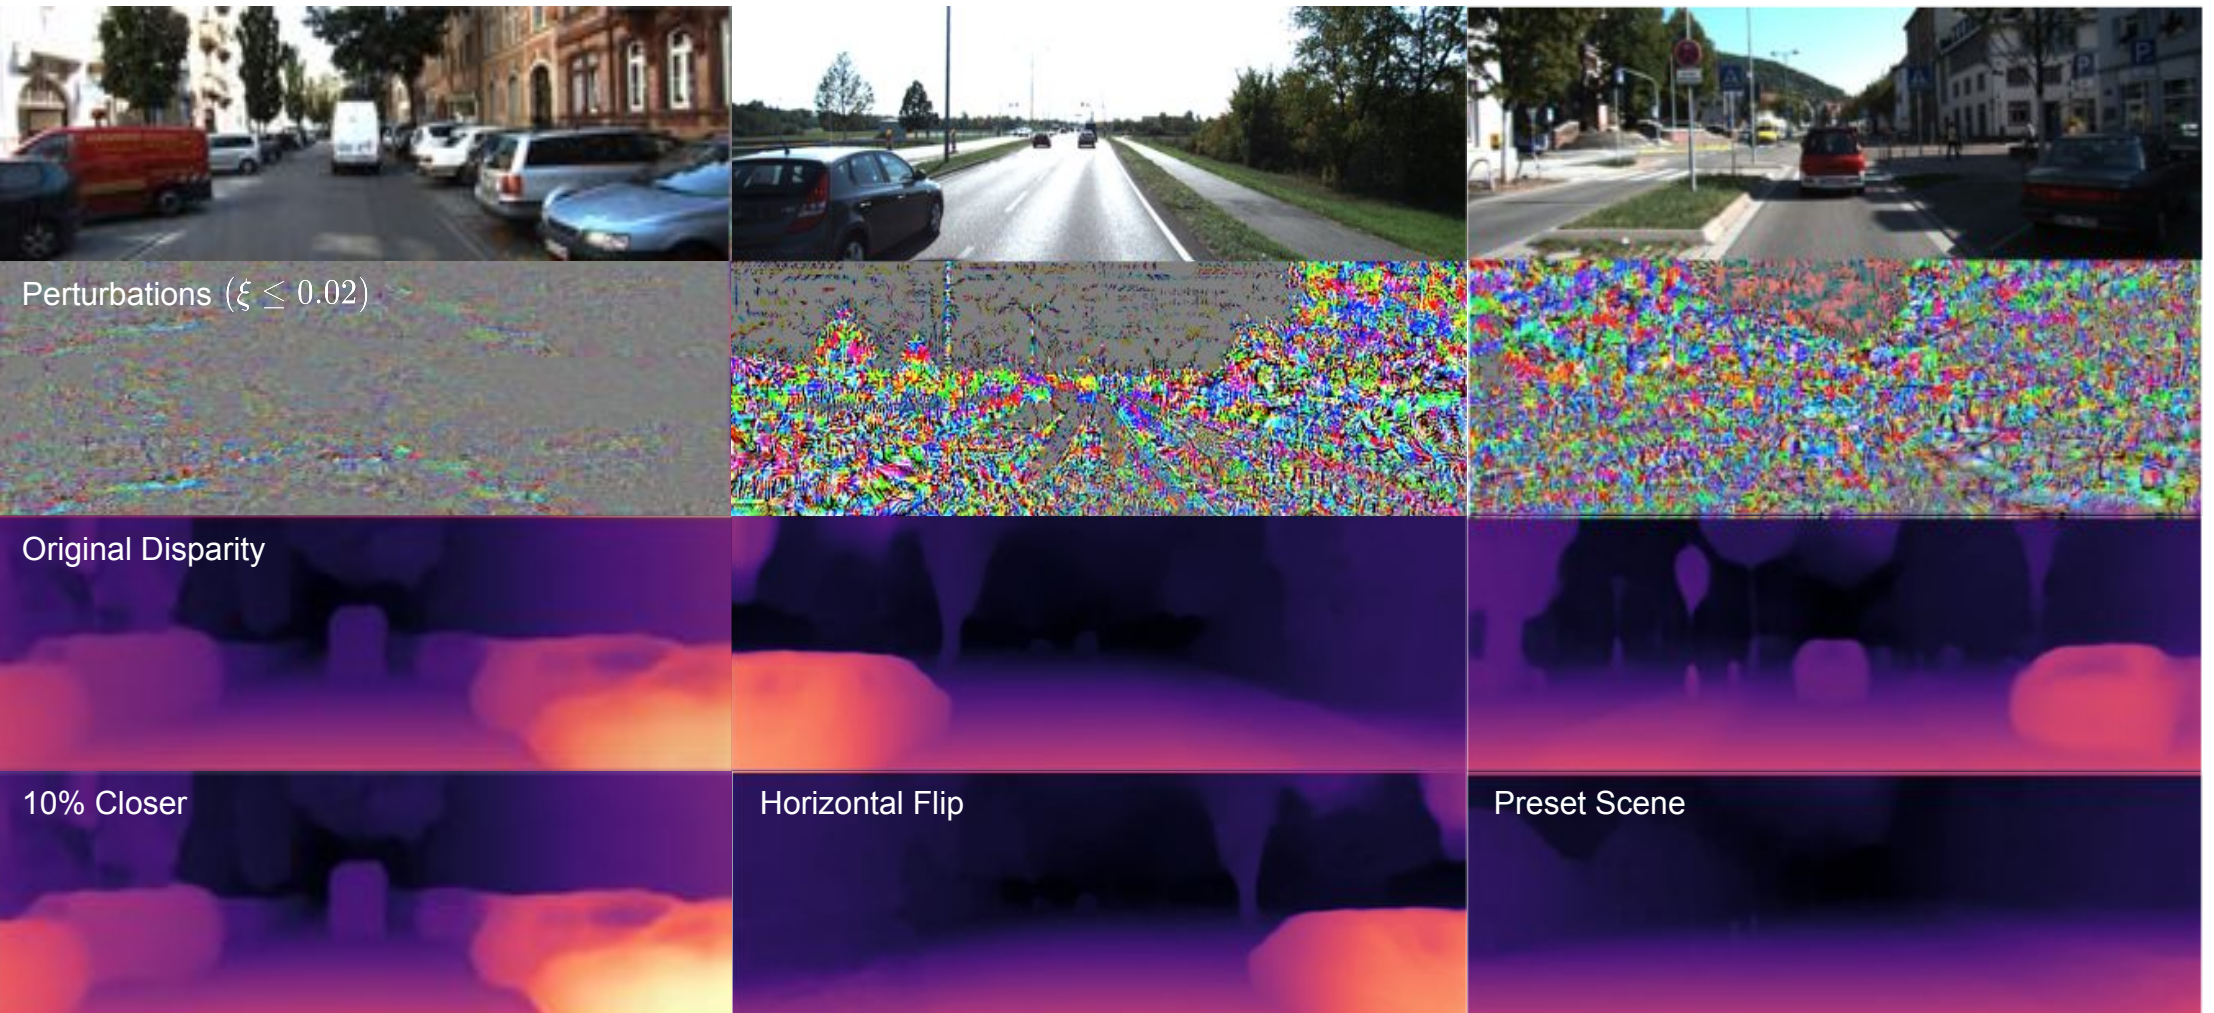 Perturbations (ξ ≤ 0.02)
Original Disparity
10% Closer
Horizontal Flip
Preset Scene